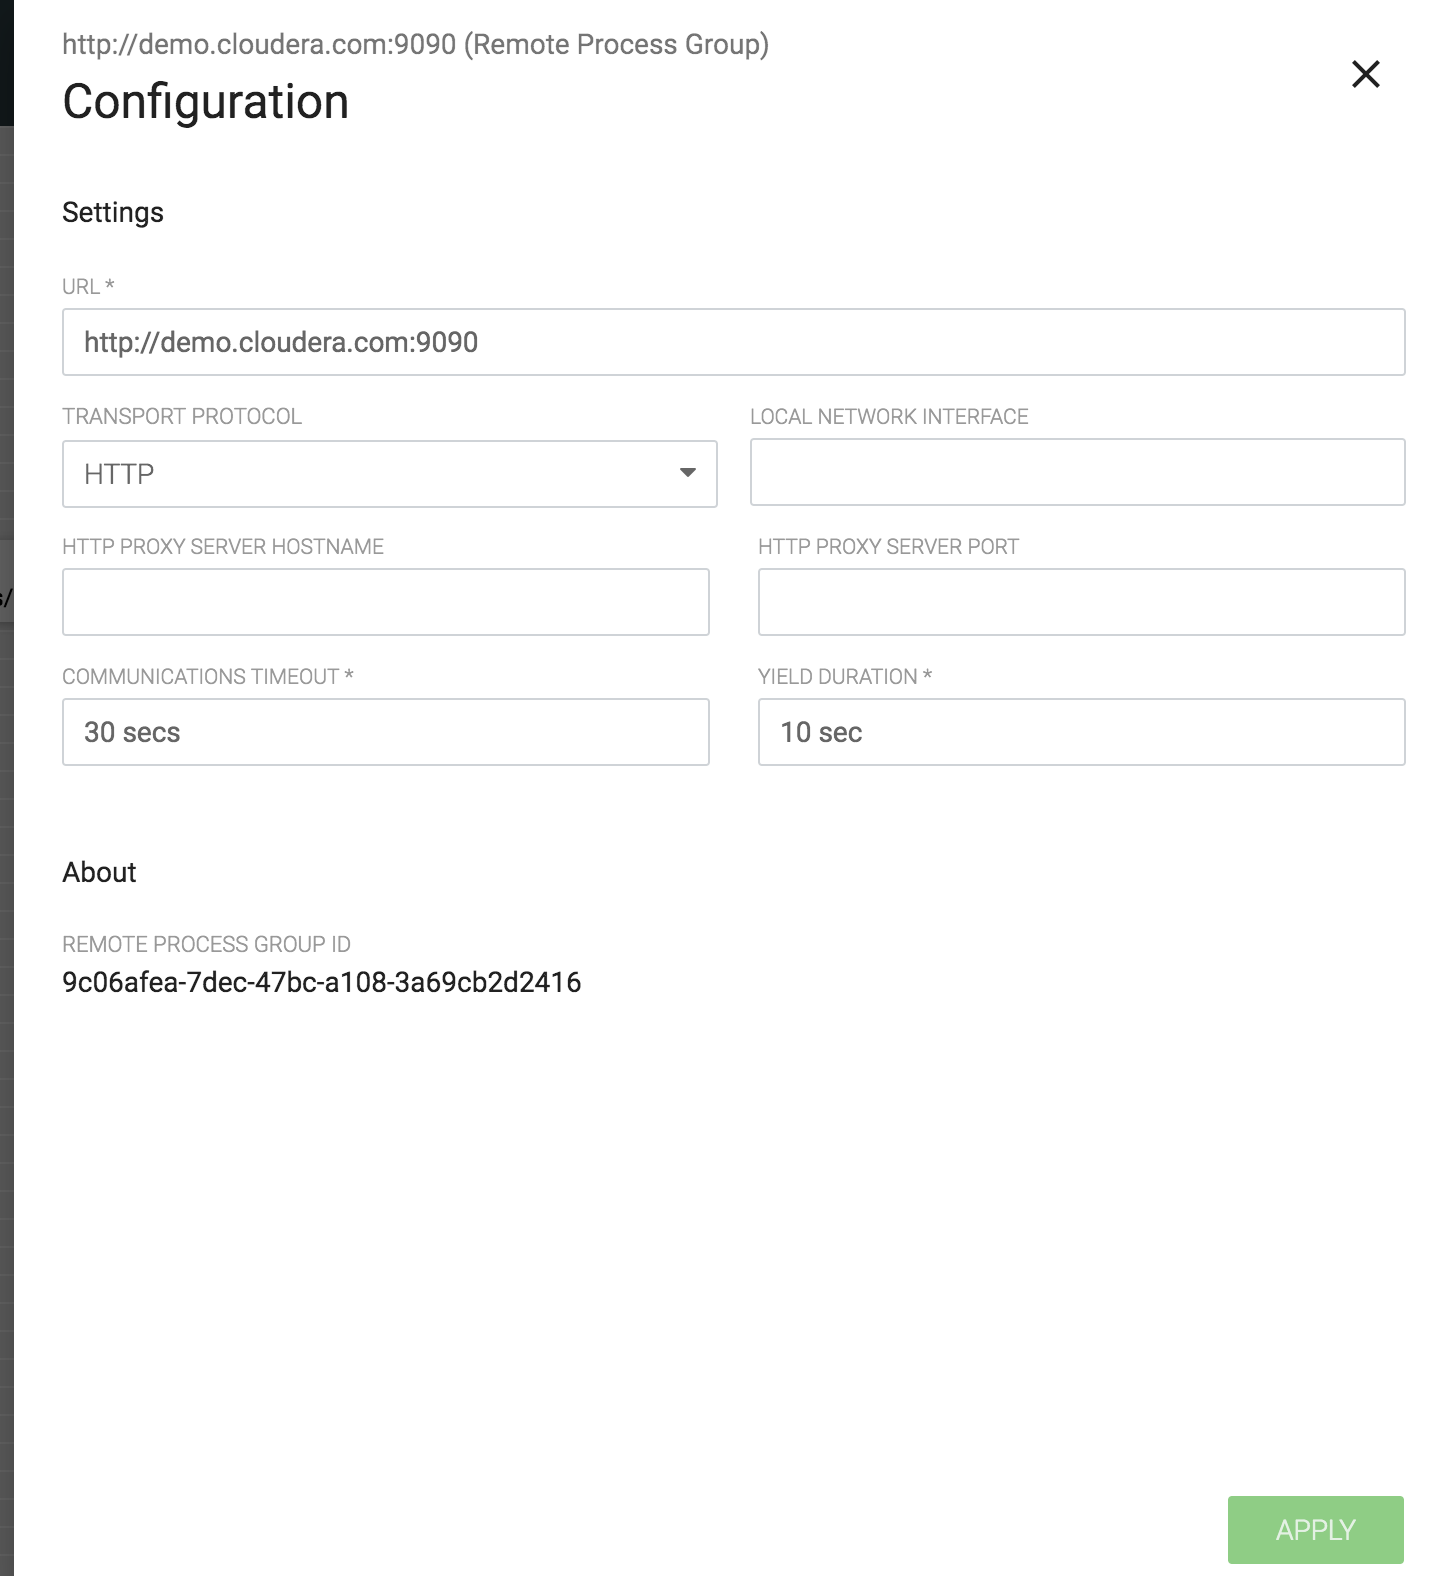 http://demo.cloudera.com:9090 (Remote Process Group)
Configuration
Settings
URL *
http://demo.cloudera.com:9090
TRANSPORT PROTOCOL
LOCAL NETWORK INTERFACE
HTTP
HTTP PROXY SERVER HOSTNAME
HTTP PROXY SERVER PORT
s/
COMMUNICATIONS TIMEOUT *
YIELD DURATION *
30 secs
10 sec
About
REMOTE PROCESS GROUP ID
9c06afea-7dec-47bc-a108-3a69cb2d2416
APPLY